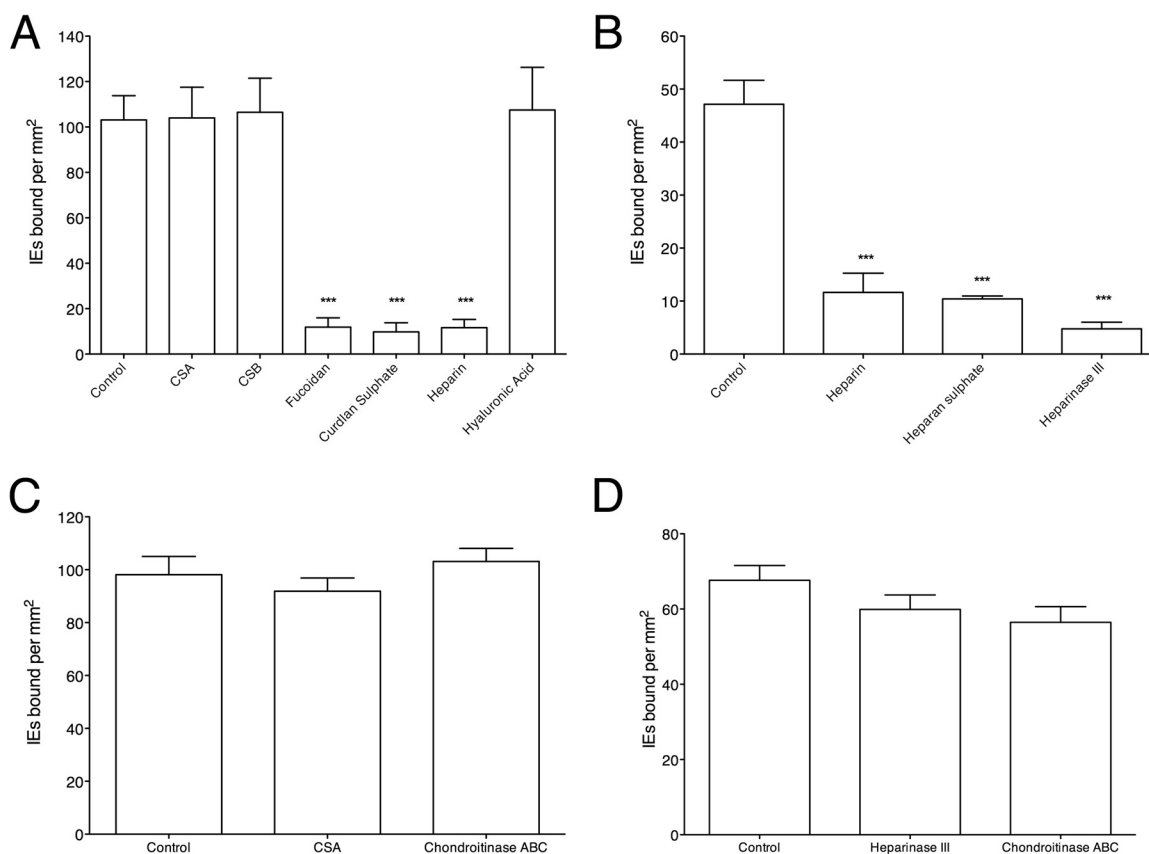 A
IEs bound per mm²
140
120
100
80
60
40
20
0
***
***
***
Control
CSA
CSB
Fucoidan
Curdlan Sulphate
Heparin
Hyaluronic Acid
B
IEs bound per mm²
60
50
40
30
20
10
0
***
***
***
Control
Heparin
Heparan sulphate
Heparinase III
C
IEs bound per mm²
120
100
80
60
40
20
0
Control
CSA
Chondroitinase ABC
D
IEs bound per mm²
80
60
40
20
0
Control
Heparinase III
Chondroitinase ABC